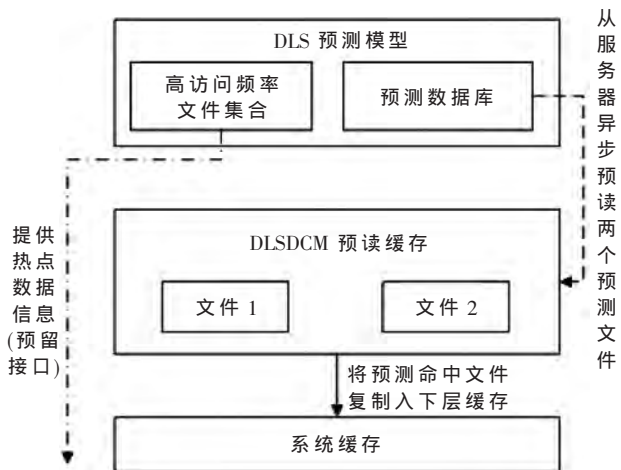 DLS 预测模型
高访问频率
文件集合
预测数据库
从服务器异步预读两个预测文件
提供
热点
数据
信息
(预留
接口)
DLSDCM 预读缓存
文件 1
文件 2
将预测命中文件
复制入下层缓存
系统缓存